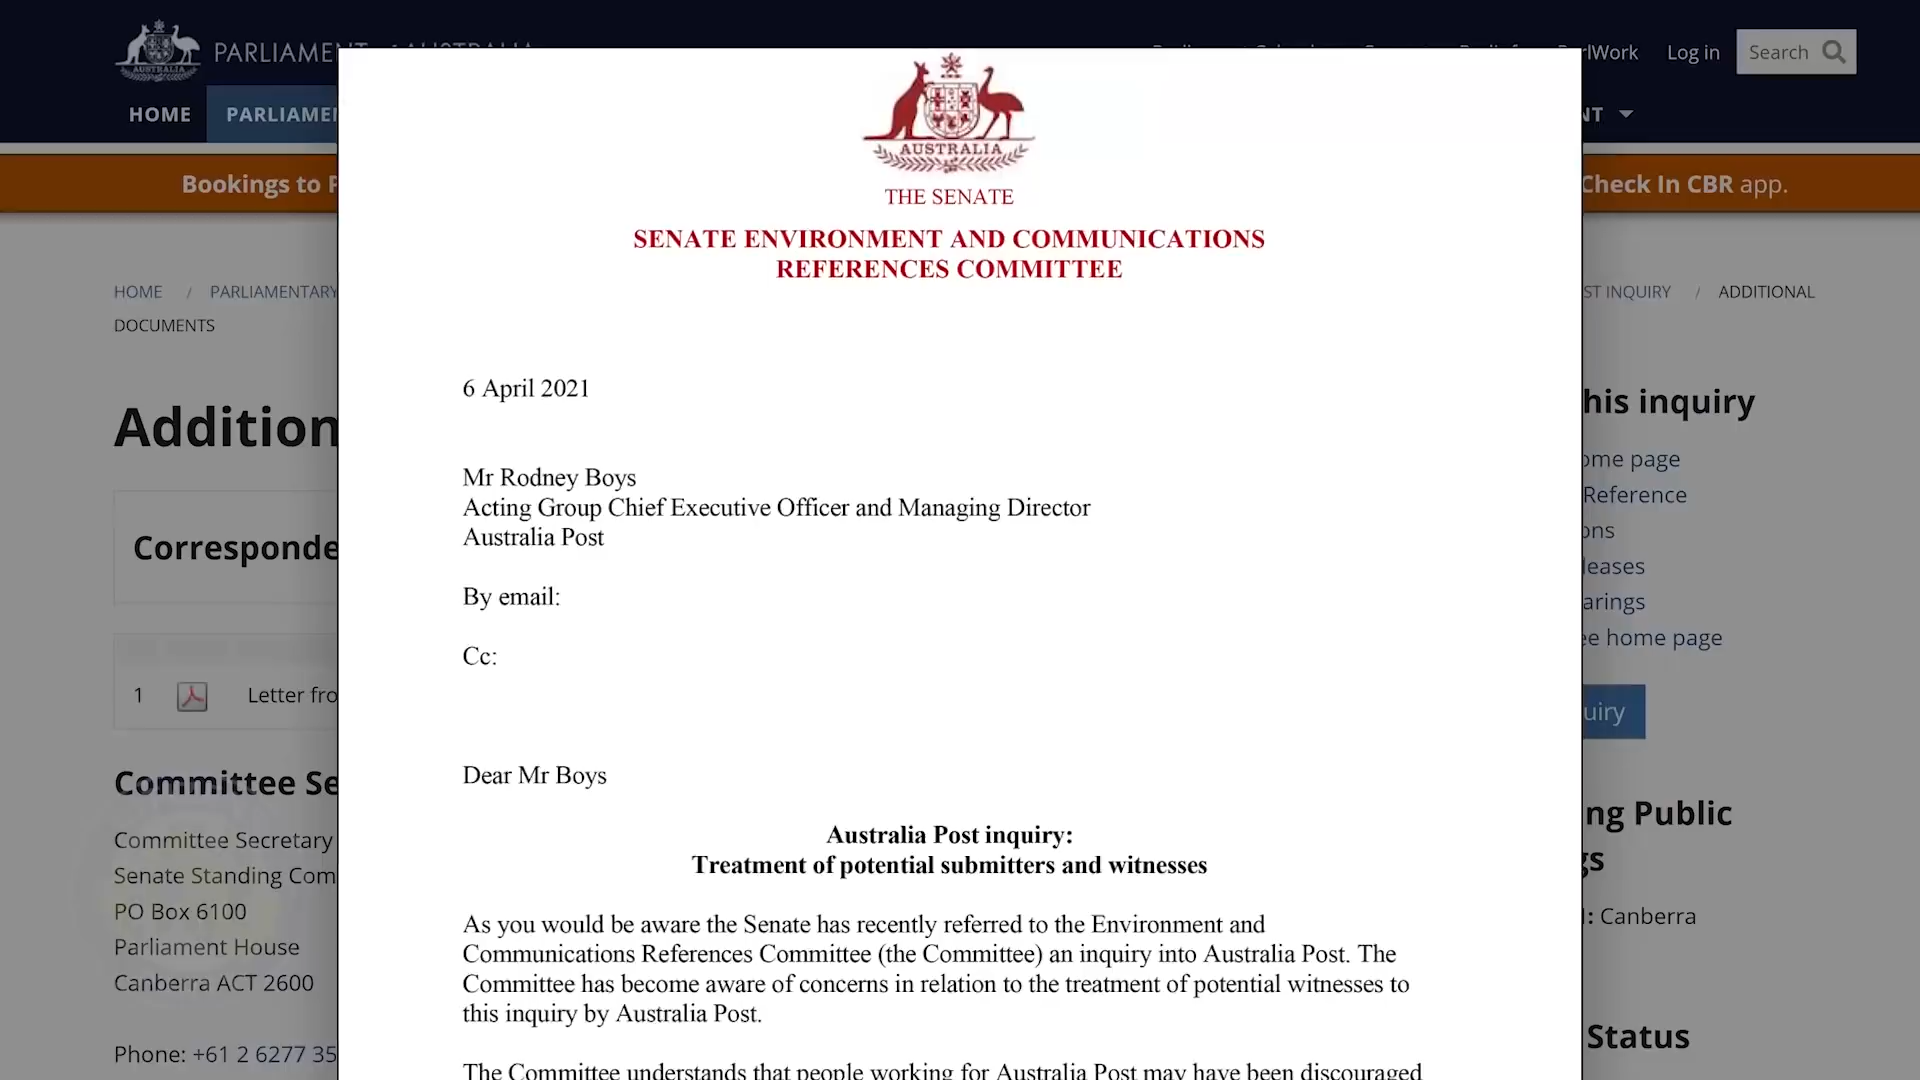 PARLIAMEN
rlWork
Log in
Search
HOME
PARLIAME
NT
Bookings to
Check In CBR app.
HOME / PARLIAMENTARY
ST INQUIRY / ADDITIONAL
DOCUMENTS
Addition
Corresponde
1 Letter fro
Committee Se
Committee Secretary
Senate Standing Com
PO Box 6100
Parliament House
Canberra ACT 2600
Phone: +61 2 6277 35
AUSTRALIA
THE SENATE
SENATE ENVIRONMENT AND COMMUNICATIONS
REFERENCES COMMITTEE
6 April 2021
Mr Rodney Boys
Acting Group Chief Executive Officer and Managing Director
Australia Post
By email:
Cc:
Dear Mr Boys
Australia Post inquiry:
Treatment of potential submitters and witnesses
As you would be aware the Senate has recently referred to the Environment and
Communications References Committee (the Committee) an inquiry into Australia Post. The
Committee has become aware of concerns in relation to the treatment of potential witnesses to
this inquiry by Australia Post.
The Committee understands that people working for Australia Post may have been discouraged
his inquiry
ome page
Reference
ons
leases
arings
ee home page
uiry
ng Public
gs
: Canberra
Status